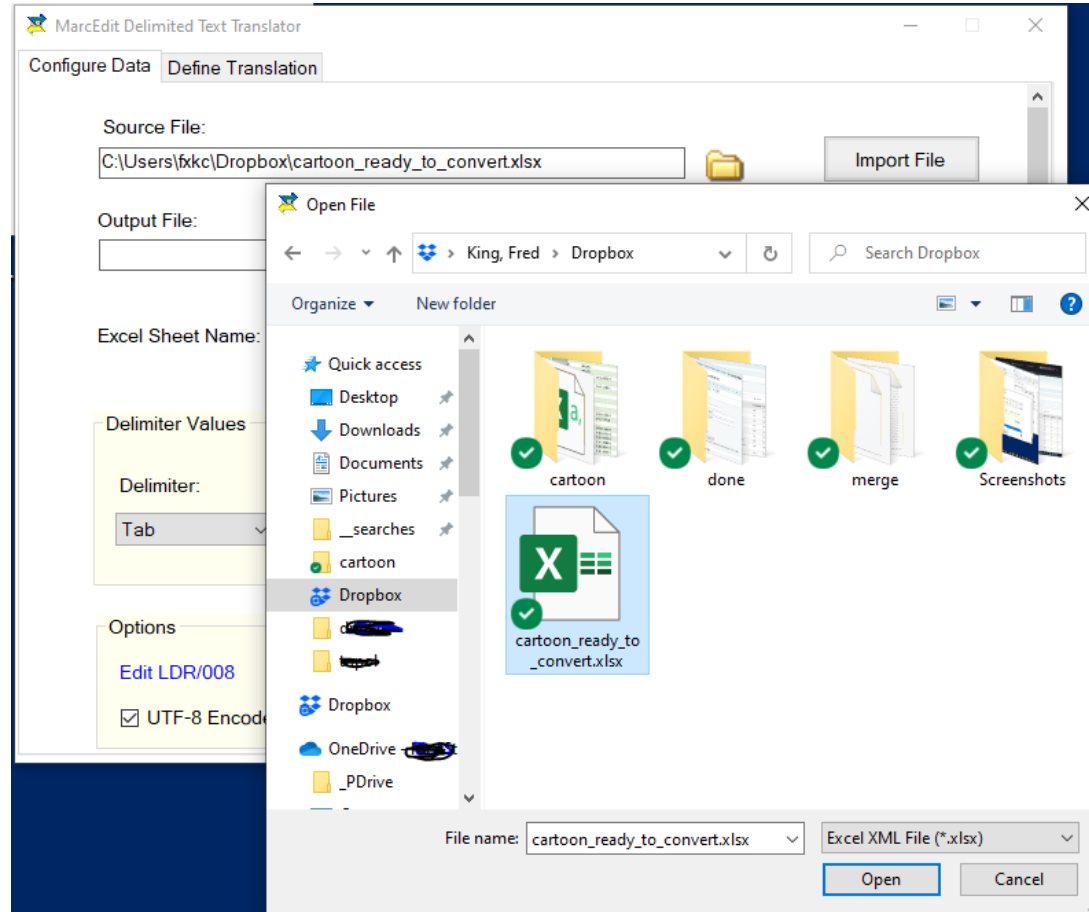 MarcEdit Delimited Text Translator
Configure Data Define Translation
Source File:
C:\Users\fxkc\Dropbox\cartoon_ready_to_convert.xlsx
Import File
Open File
Output File:
King, Fred > Dropbox
Search Dropbox
Organize New folder
?
Excel Sheet Name:
Quick access
Desktop
Downloads
Documents
Pictures
__searches
cartoon
Dropbox
Dropbox
OneDrive
_PDrive
Delimiter Values
Delimiter:
Tab
Options
Edit LDR/008
UTF-8 Encode
a,
cartoon
done
merge
Screenshots
X
cartoon_ready_to
_convert.xlsx
File name: cartoon_ready_to_convert.xlsx
Excel XML File (*.xlsx)
Open Cancel